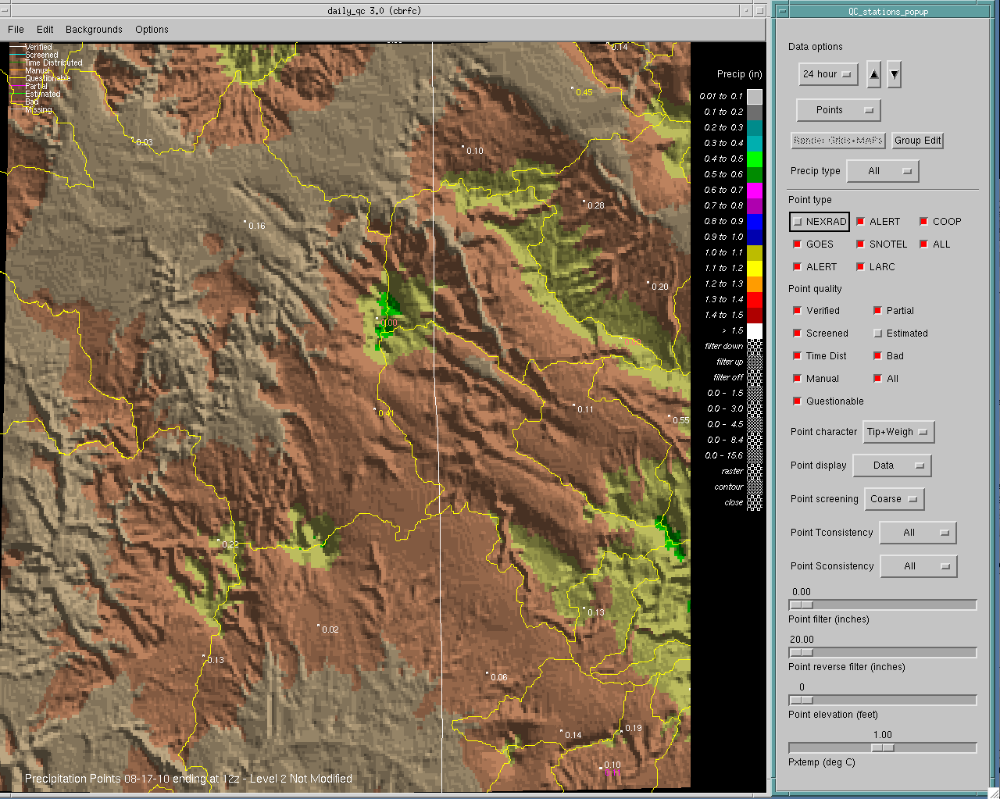 daily_qc 3.0 (cbrfc)
File Edit Backgrounds Options
Verified
Screened
Time Distributed
Manual
Questionable
Partial
Estimated
Bad
Missing
0.14
0.45
0.03
0.10
0.28
0.16
0.20
0.00
0
0.41
0.11
0.55
0.22
0.13
0.02
0.13
0.06
0.19
0.14
0.10
Precipitation Points 08-17-10 ending at 12z - Level 2 Not Modified
Precip (in)
0.01 to 0.1
0.1 to 0.2
0.2 to 0.3
0.3 to 0.4
0.4 to 0.5
0.5 to 0.6
0.6 to 0.7
0.7 to 0.8
0.8 to 0.9
0.9 to 1.0
1.0 to 1.1
1.1 to 1.2
1.2 to 1.3
1.3 to 1.4
1.4 to 1.5
> 1.5
filter down
filter up
filter off
0.0 - 1.5
0.0 - 3.0
0.0 - 4.5
0.0 - 8.4
0.0 - 15.6
raster
contour
close
QC_stations_popup
Data options
24 hour
Points
Render Grids+MAPs Group Edit
Precip type All
Point type
NEXRAD ALERT COOP
GOES SNOTEL ALL
ALERT LARC
Point quality
Verified Partial
Screened Estimated
Time Dist Bad
Manual All
Questionable
Point character Tip+Weigh
Point display Data
Point screening Coarse
Point Tconsistency All
Point Sconsistency All
0.00
Point filter (inches)
20.00
Point reverse filter (inches)
0
Point elevation (feet)
1.00
Pxtemp (deg C)